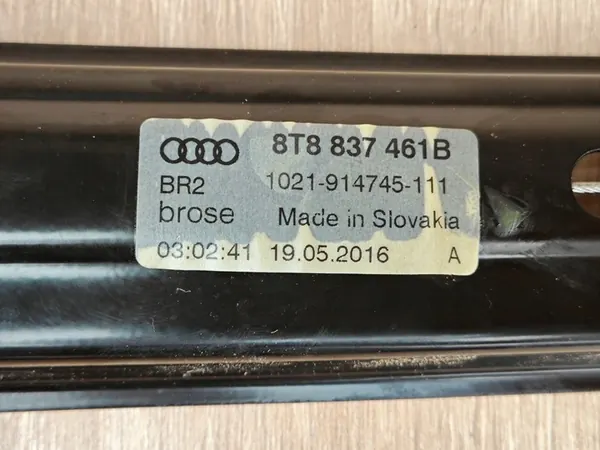 8T8 837 461B
BR2 1021-914745-111
brose Made in Slovakia
03:02:41 19.05.2016 A